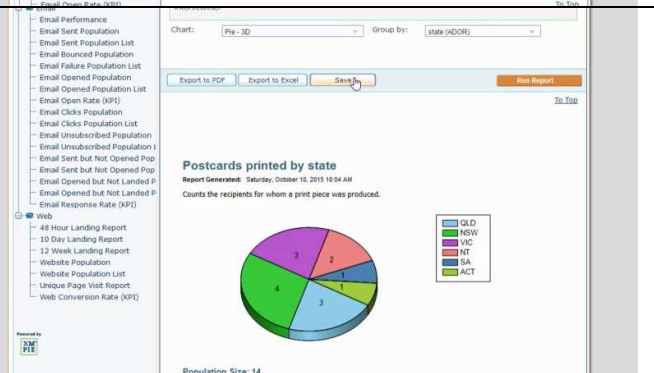 Email Open Rate (KPI)
Email
Email Performance
Email Sent Population
Email Sent Population List
Email Bounced Population
Email Failure Population List
Email Opened Population
Email Opened Population List
Email Open Rate (KPI)
Email Clicks Population
Email Clicks Population List
Email Unsubscribed Population
Email Unsubscribed Population L
Email Sent but Not Opened Pop
Email Sent but Not Opened Pop
Email Opened but Not Landed P
Email Opened but Not Landed P
Email Response Rate (KPI)
Web
48 Hour Landing Report
10 Day Landing Report
12 Week Landing Report
Website Population
Website Population List
Unique Page Visit Report
Web Conversion Rate (KPI)
Powered by
XM
PIE
To Top
Chart: Pie - 3D Group by: state (ADOR)
Export to PDF Export to Excel Save Run Report
To Top
Postcards printed by state
Report Generated: Saturday, October 10, 2015 10:04 AM
Counts the recipients for whom a print piece was produced.
3
2
1
1
4
3
QLD
NSW
VIC
NT
SA
ACT
Population Size: 14